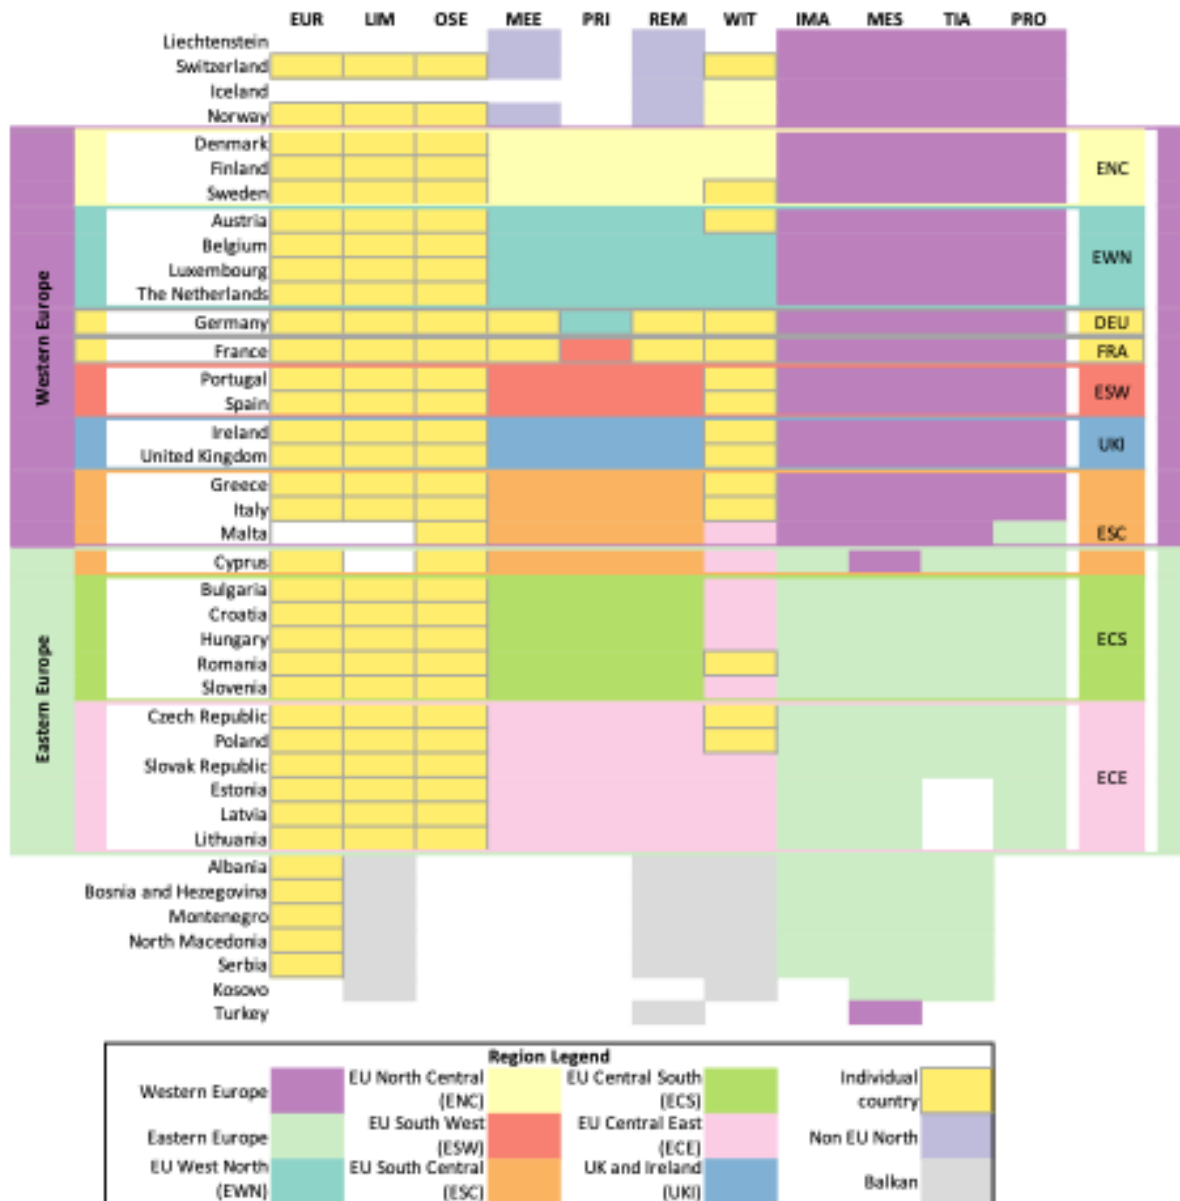 EUR LIM OSE MEE PRI REM WIT IMA MES TIA PRO
Liechtenstein
Switzerland
Iceland
Norway
Western Europe
Denmark
Finland
Sweden
ENC
Austria
Belgium
Luxembourg
The Netherlands
EWN
Germany DEU
France FRA
Portugal
Spain
ESW
Ireland
United Kingdom
UKI
Greece
Italy
Malta
ESC
Eastern Europe
Cyprus
Bulgaria
Croatia
Hungary
Romania
Slovenia
ECS
Czech Republic
Poland
Slovak Republic
Estonia
Latvia
Lithuania
ECE
Albania
Bosnia and Hezegovina
Montenegro
North Macedonia
Serbia
Kosovo
Turkey
Region Legend
Western Europe
EU North Central
(ENC)
EU Central South
(ECS)
Individual
country
Eastern Europe
EU South West
(ESW)
EU Central East
(ECE)
Non EU North
EU West North
(EWN)
EU South Central
(ESC)
UK and Ireland
(UKI)
Balkan